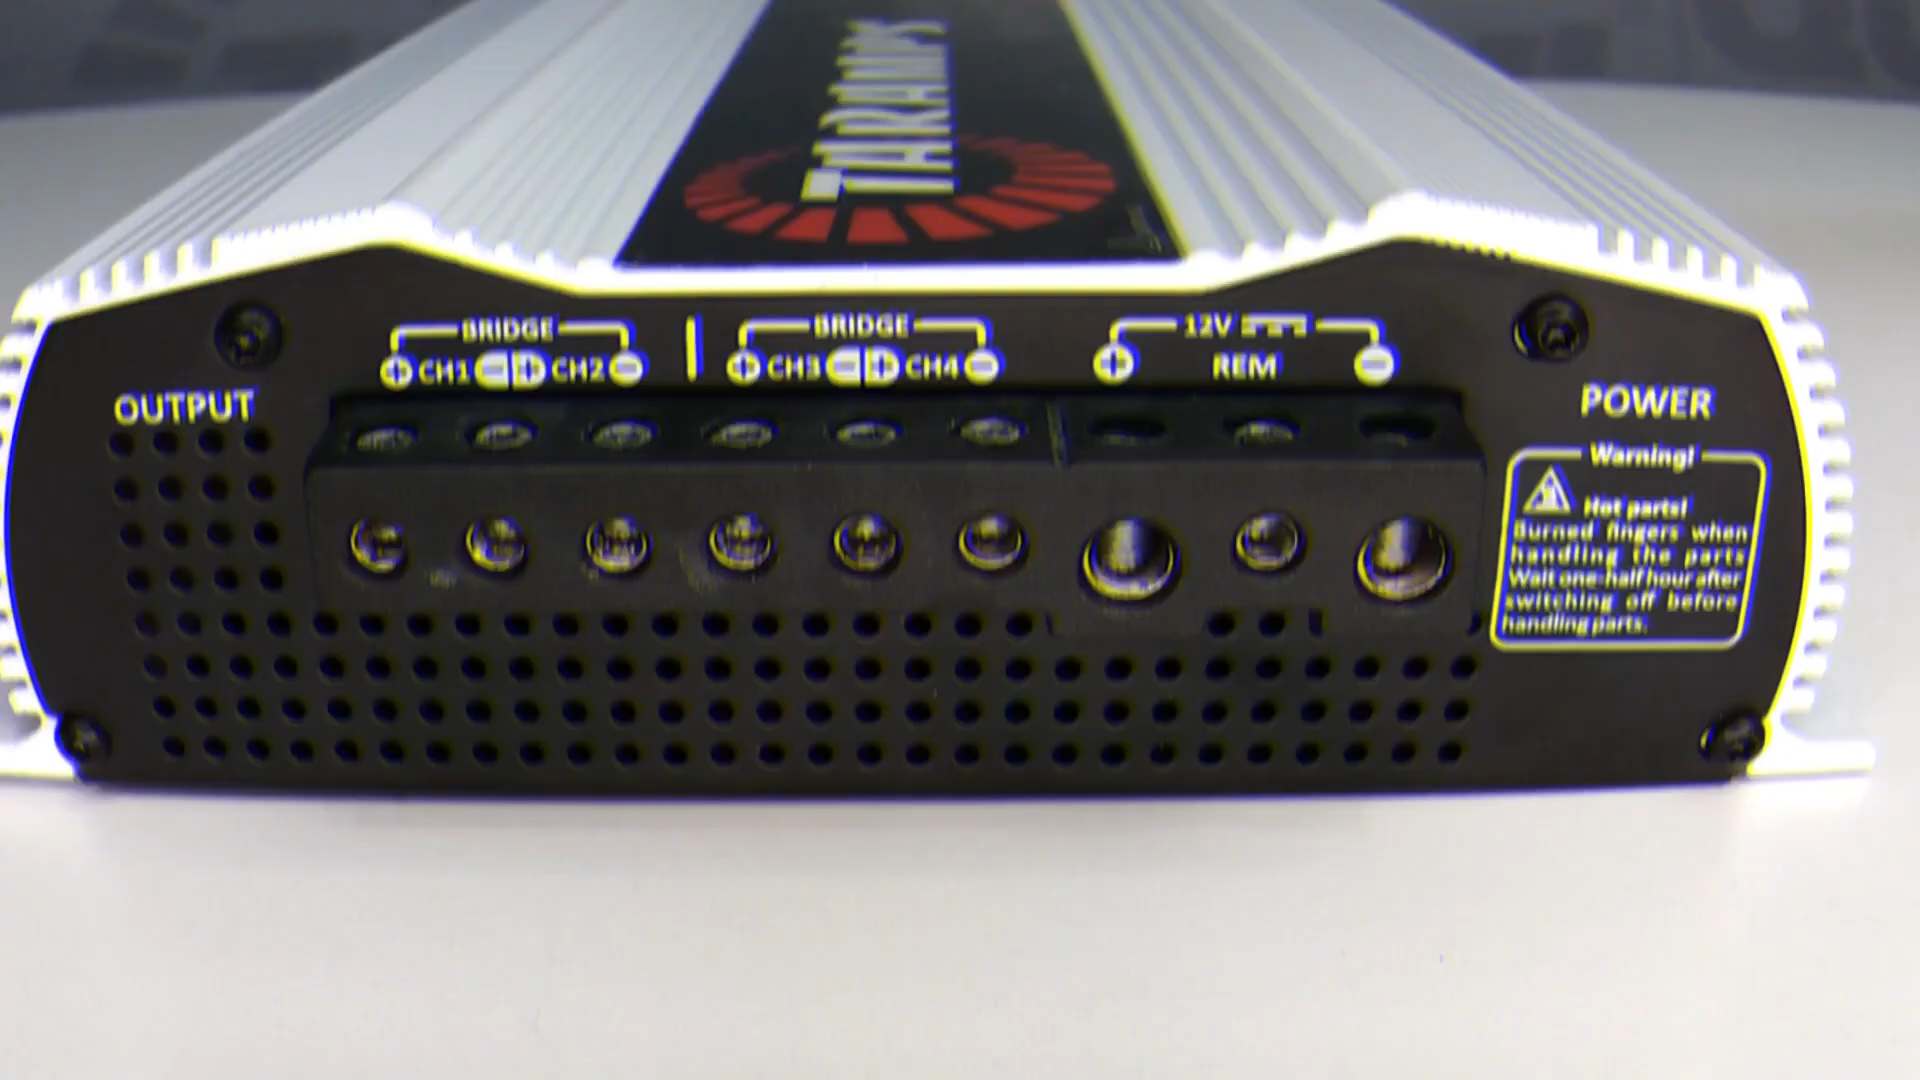 TARAMPS
BRIDGE
BRIDGE
12V
+ CH1 - + CH2 -
+ CH3 - + CH4 -
+ REM -
OUTPUT
POWER
Warning!
Hot parts!
Burned fingers when
handling the parts
Wait one-half hour after
switching off before
handling parts.